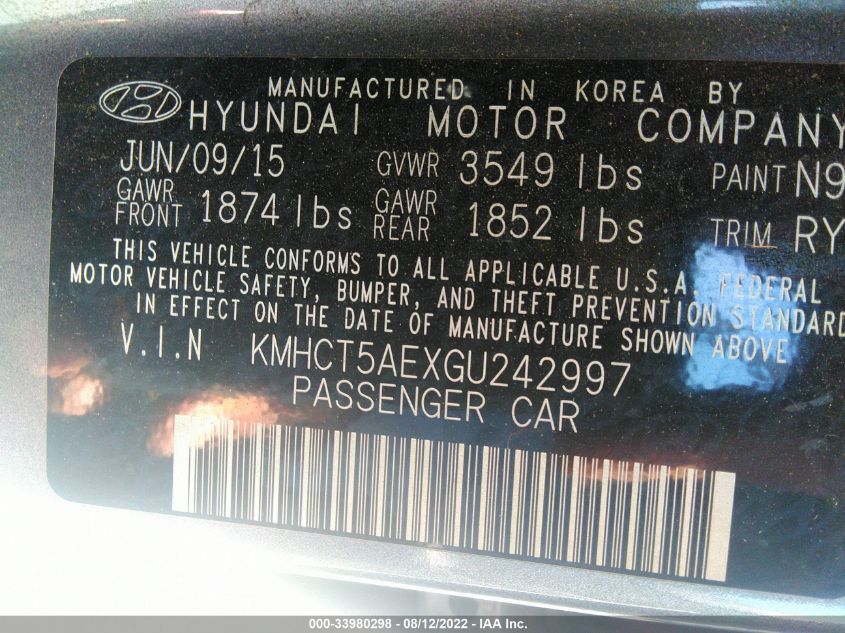 MANUFACTURED IN KOREA BY
HYUNDAI MOTOR COMPANY
JUN/09/15 GVWR 3549 lbs PAINT N9
GAWR FRONT 1874 lbs GAWR REAR 1852 lbs TRIM RY
THIS VEHICLE CONFORMS TO ALL APPLICABLE U.S.A. FEDERAL
MOTOR VEHICLE SAFETY, BUMPER, AND THEFT PREVENTION STANDARD
IN EFFECT ON THE DATE OF MANUFACTURE SHOWN ABOVE
V.I.N KMHCT5AEXGU242997
PASSENGER CAR
000-33980298 - 08/12/2022 - IAA Inc.